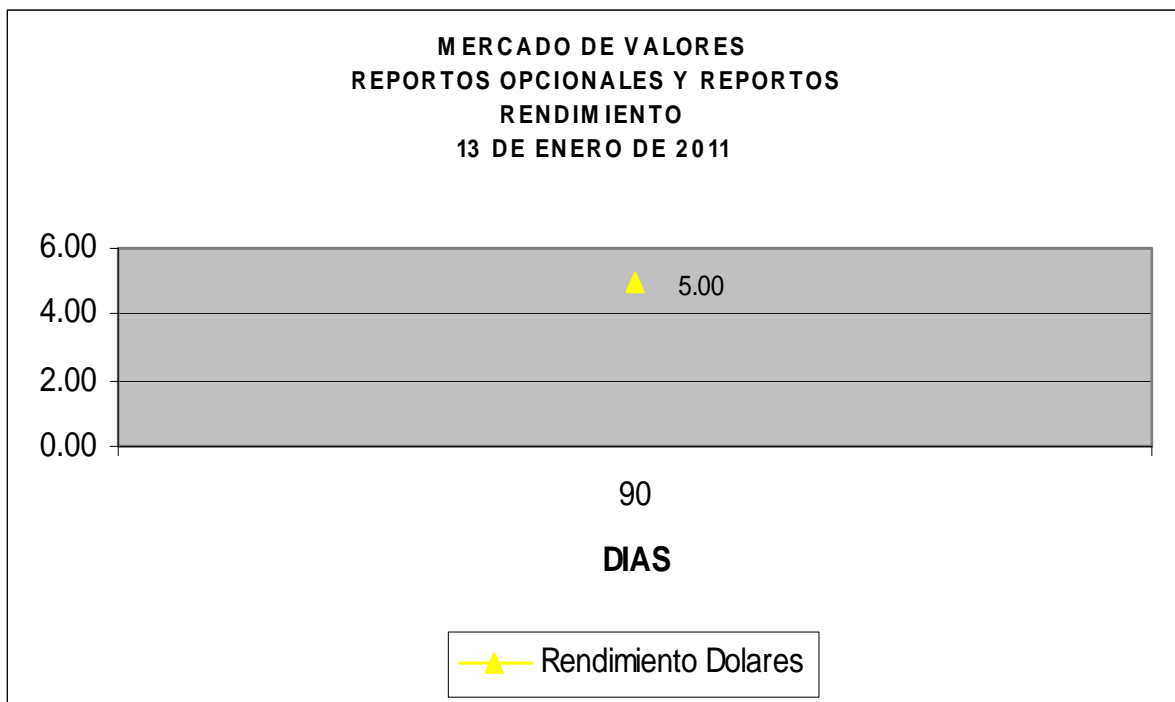 MERCADO DE VALORES
REPORTOS OPCIONALES Y REPORTOS
RENDIMIENTO
13 DE ENERO DE 2011
6.00
5.00
4.00
2.00
0.00
90
DIAS
Rendimiento Dolares